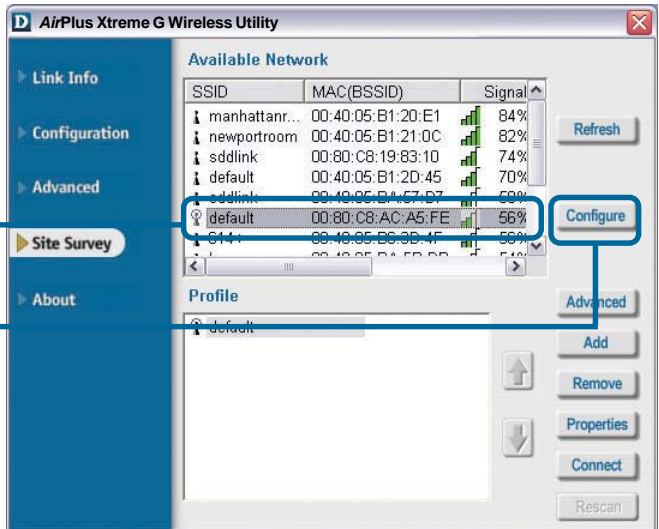 D AirPlus Xtreme G Wireless Utility
Link Info
Configuration
Advanced
Site Survey
About
Available Network
SSID MAC(BSSID) Signal
manhattanr... 00:40:05:B1:20:E1 84%
newportroom 00:40:05:B1:21:0C 82%
sddlink 00:80:C8:19:83:10 74%
default 00:40:05:B1:2D:45 70%
default 00:80:C8:AC:A5:FE 56%
Refresh
Configure
Profile
default
Advanced
Add
Remove
Properties
Connect
Rescan